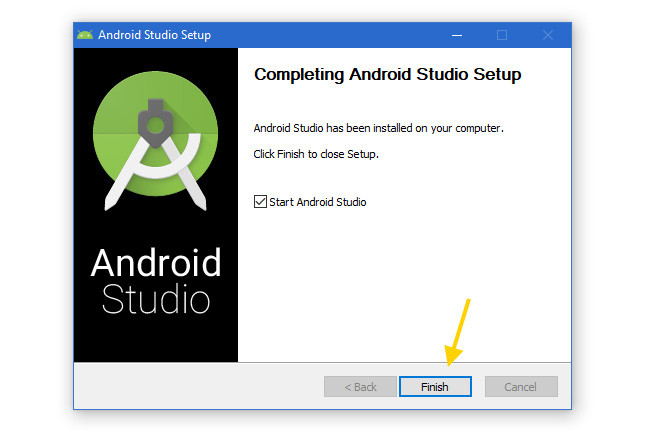 Android Studio Setup
Completing Android Studio Setup
Android Studio has been installed on your computer.
Click Finish to close Setup.
Start Android Studio
Android
Studio
< Back
Finish
Cancel